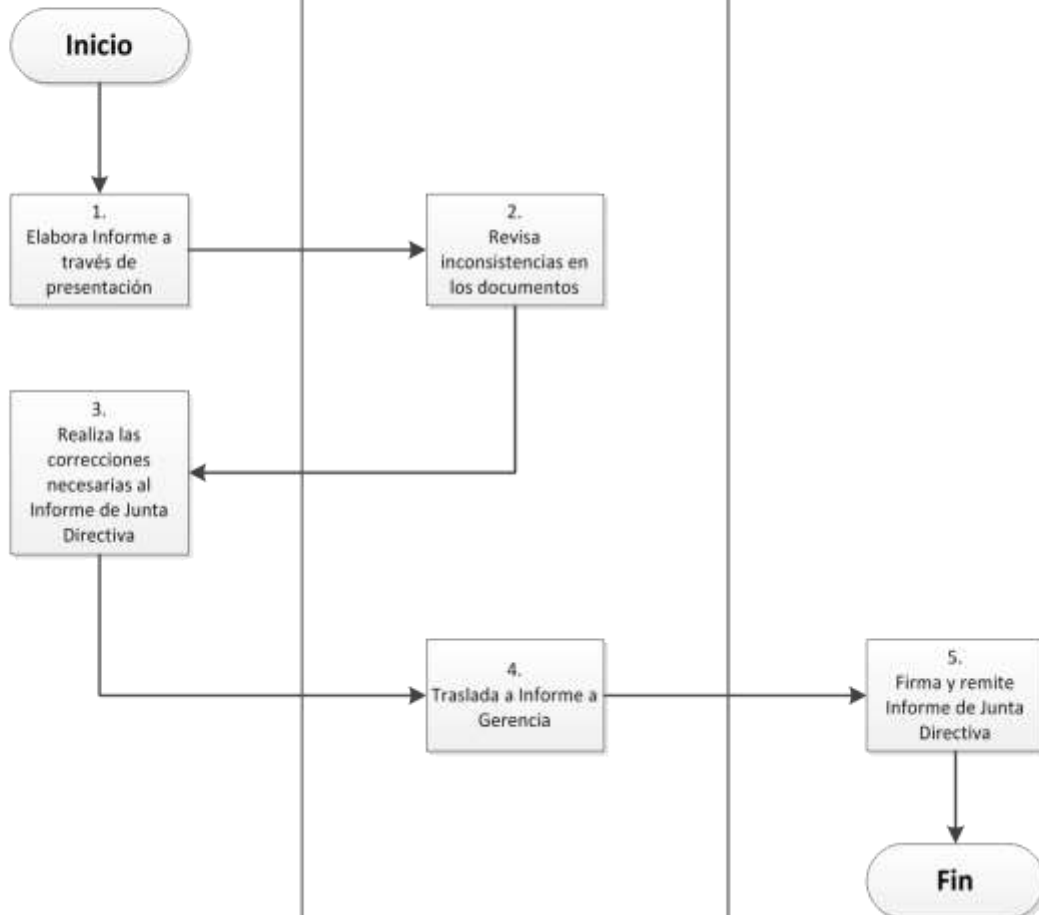 Inicio
1.
Elabora Informe a
través de
presentación
2.
Revisa
inconsistencias en
los documentos
3.
Realiza las
correcciones
necesarias al
Informe de Junta
Directiva
4.
Traslada a Informe a
Gerencia
5.
Firma y remite
Informe de Junta
Directiva
Fin